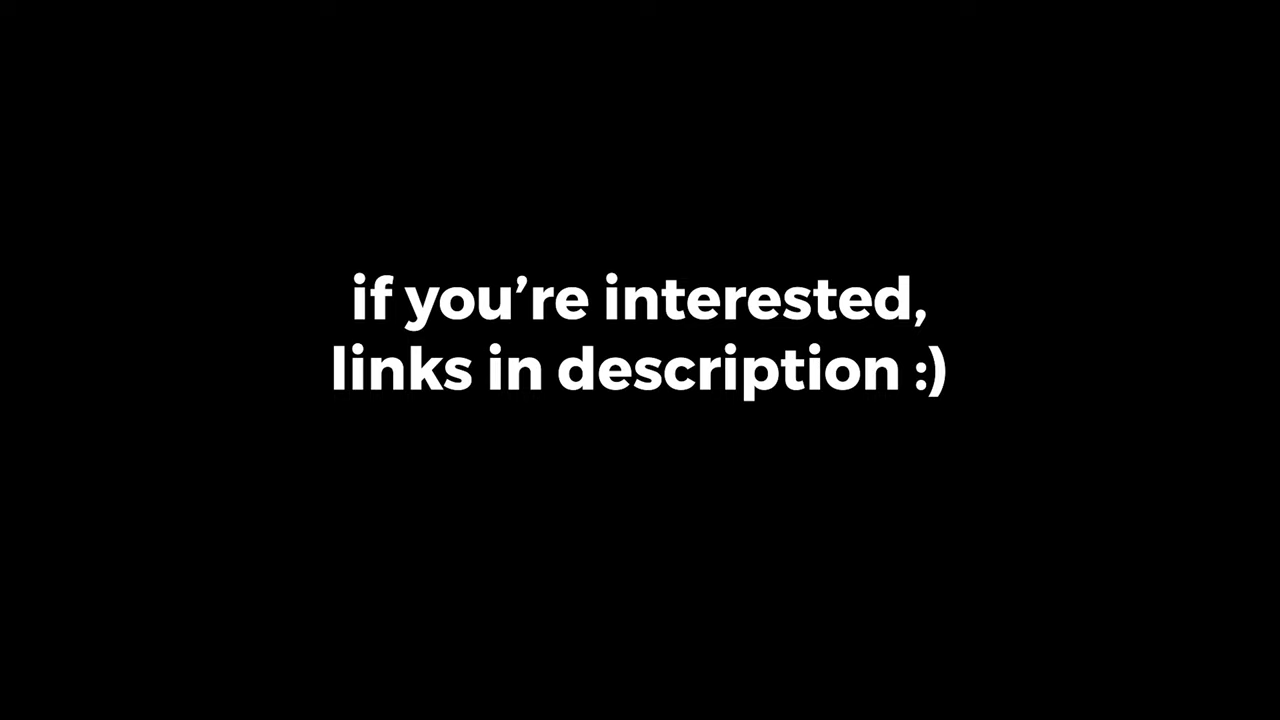 if you’re interested,
links in description :)